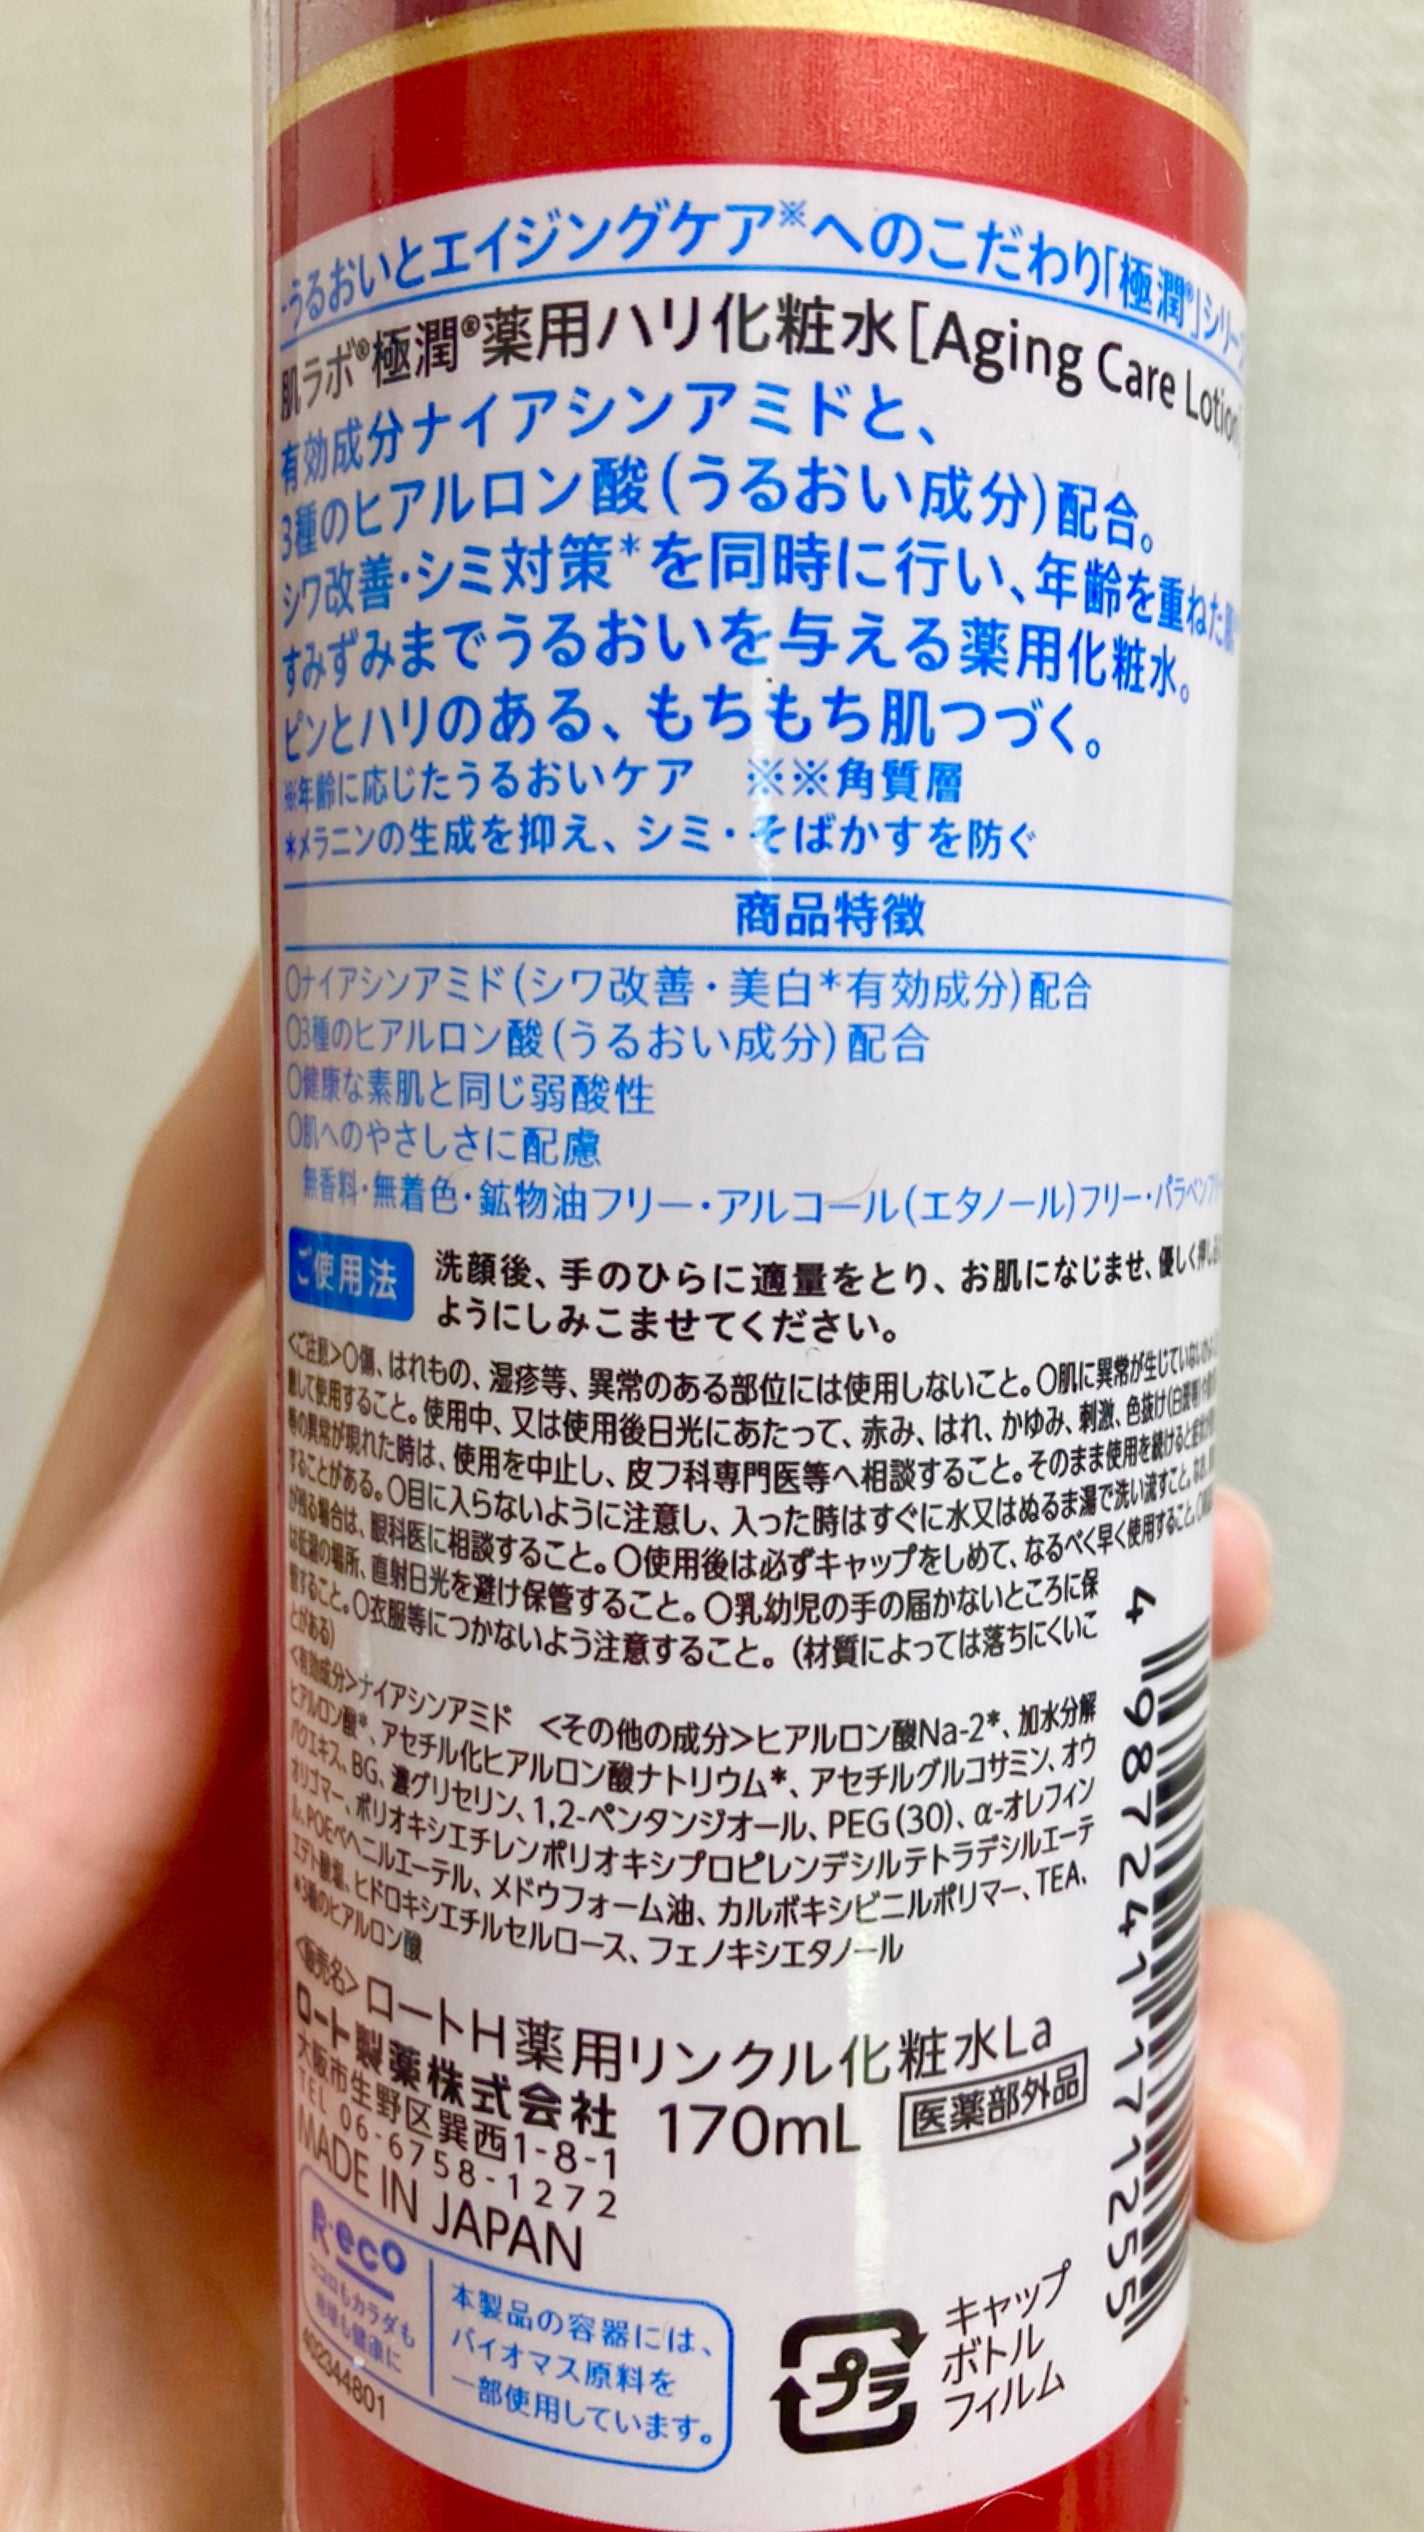 -うるおいとエイジングケア※へのこだわり「極潤®」シリーズ
肌ラボ®極潤®薬用ハリ化粧水[Aging Care Lotion]
有効成分ナイアシンアミドと、
3種のヒアルロン酸(うるおい成分)配合。
シワ改善・シミ対策*を同時に行い、年齢を重ねた肌
すみずみまでうるおいを与える薬用化粧水。
ピンとハリのある、もちもち肌つづく。
※年齢に応じたうるおいケア ※※角質層
*メラニンの生成を抑え、シミ・そばかすを防ぐ
商品特徴
○ナイアシンアミド(シワ改善・美白*有効成分)配合
○3種のヒアルロン酸(うるおい成分)配合
○健康な素肌と同じ弱酸性
○肌へのやさしさに配慮
無香料・無着色・鉱物油フリー・アルコール(エタノール)フリー・パラベンフリー
ご使用法
洗顔後、手のひらに適量をとり、お肌になじませ、優しく押し込む
ようにしみこませてください。
<ご注意>○傷、はれもの、湿疹等、異常のある部位には使用しないこと。○肌に異常が生じていないか
して使用すること。使用中、又は使用後日光にあたって、赤み、はれ、かゆみ、刺激、色抜け(白斑等)や
等の異常が現れた時は、使用を中止し、皮フ科専門医等へ相談すること。そのまま使用を続けると
することがある。○目に入らないように注意し、入った時はすぐに水又はぬるま湯で洗い流すこと。なお、
が残る場合は、眼科医に相談すること。○使用後は必ずキャップをしめて、なるべく早く使用すること。
は低温の場所、直射日光を避け保管すること。○乳幼児の手の届かないところに保
管すること。○衣服等につかないよう注意すること。(材質によっては落ちにくいこ
とがある)
<有効成分>ナイアシンアミド <その他の成分>ヒアルロン酸Na-2*、加水分解
ヒアルロン酸*、アセチル化ヒアルロン酸ナトリウム*、アセチルグルコサミン、オウ
バクエキス、BG、濃グリセリン、1,2-ペンタンジオール、PEG(30)、α-オレフィン
オリゴマー、ポリオキシエチレンポリオキシプロピレンデシルテトラデシルエーテ
ル、POEベヘニルエーテル、メドウフォーム油、カルボキシビニルポリマー、TEA、
エデト酸塩、ヒドロキシエチルセルロース、フェノキシエタノール
*3種のヒアルロン酸
<販売名>ロートH薬用リンクル化粧水La
ロート製薬株式会社
大阪市生野区巽西1-8-1
TEL 06-6758-1272
MADE IN JAPAN
170mL
医薬部外品
4 987241 171255
R・eco
ココロもカラダも
環境も健康に
402344801
本製品の容器には、
バイオマス原料を
一部使用しています。
プラ
キャップ
ボトル
フィルム